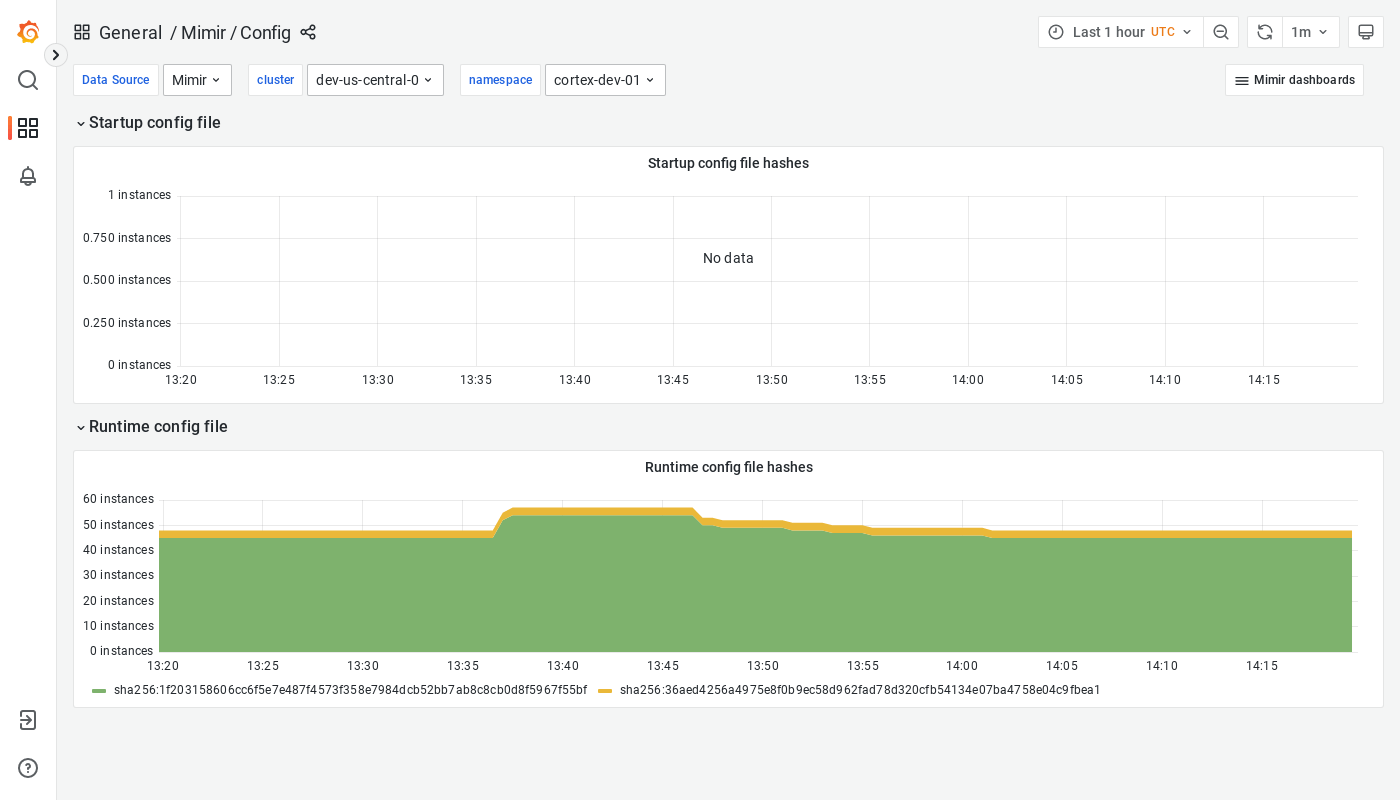 General / Mimir / Config
Last 1 hour UTC
1m
Data Source Mimir cluster dev-us-central-0 namespace cortex-dev-01 Mimir dashboards
Startup config file
Startup config file hashes
1 instances
0.750 instances
No data
0.500 instances
0.250 instances
0 instances
13:20 13:25 13:30 13:35 13:40 13:45 13:50 13:55 14:00 14:05 14:10 14:15
Runtime config file
Runtime config file hashes
60 instances
50 instances
40 instances
30 instances
20 instances
10 instances
0 instances
13:20 13:25 13:30 13:35 13:40 13:45 13:50 13:55 14:00 14:05 14:10 14:15
sha256:1f203158606cc6f5e7e487f4573f358e7984dcb52bb7ab8c8cb0d8f5967f55bf sha256:36aed4256a4975e8f0b9ec58d962fad78d320cfb54134e07ba4758e04c9fbea1